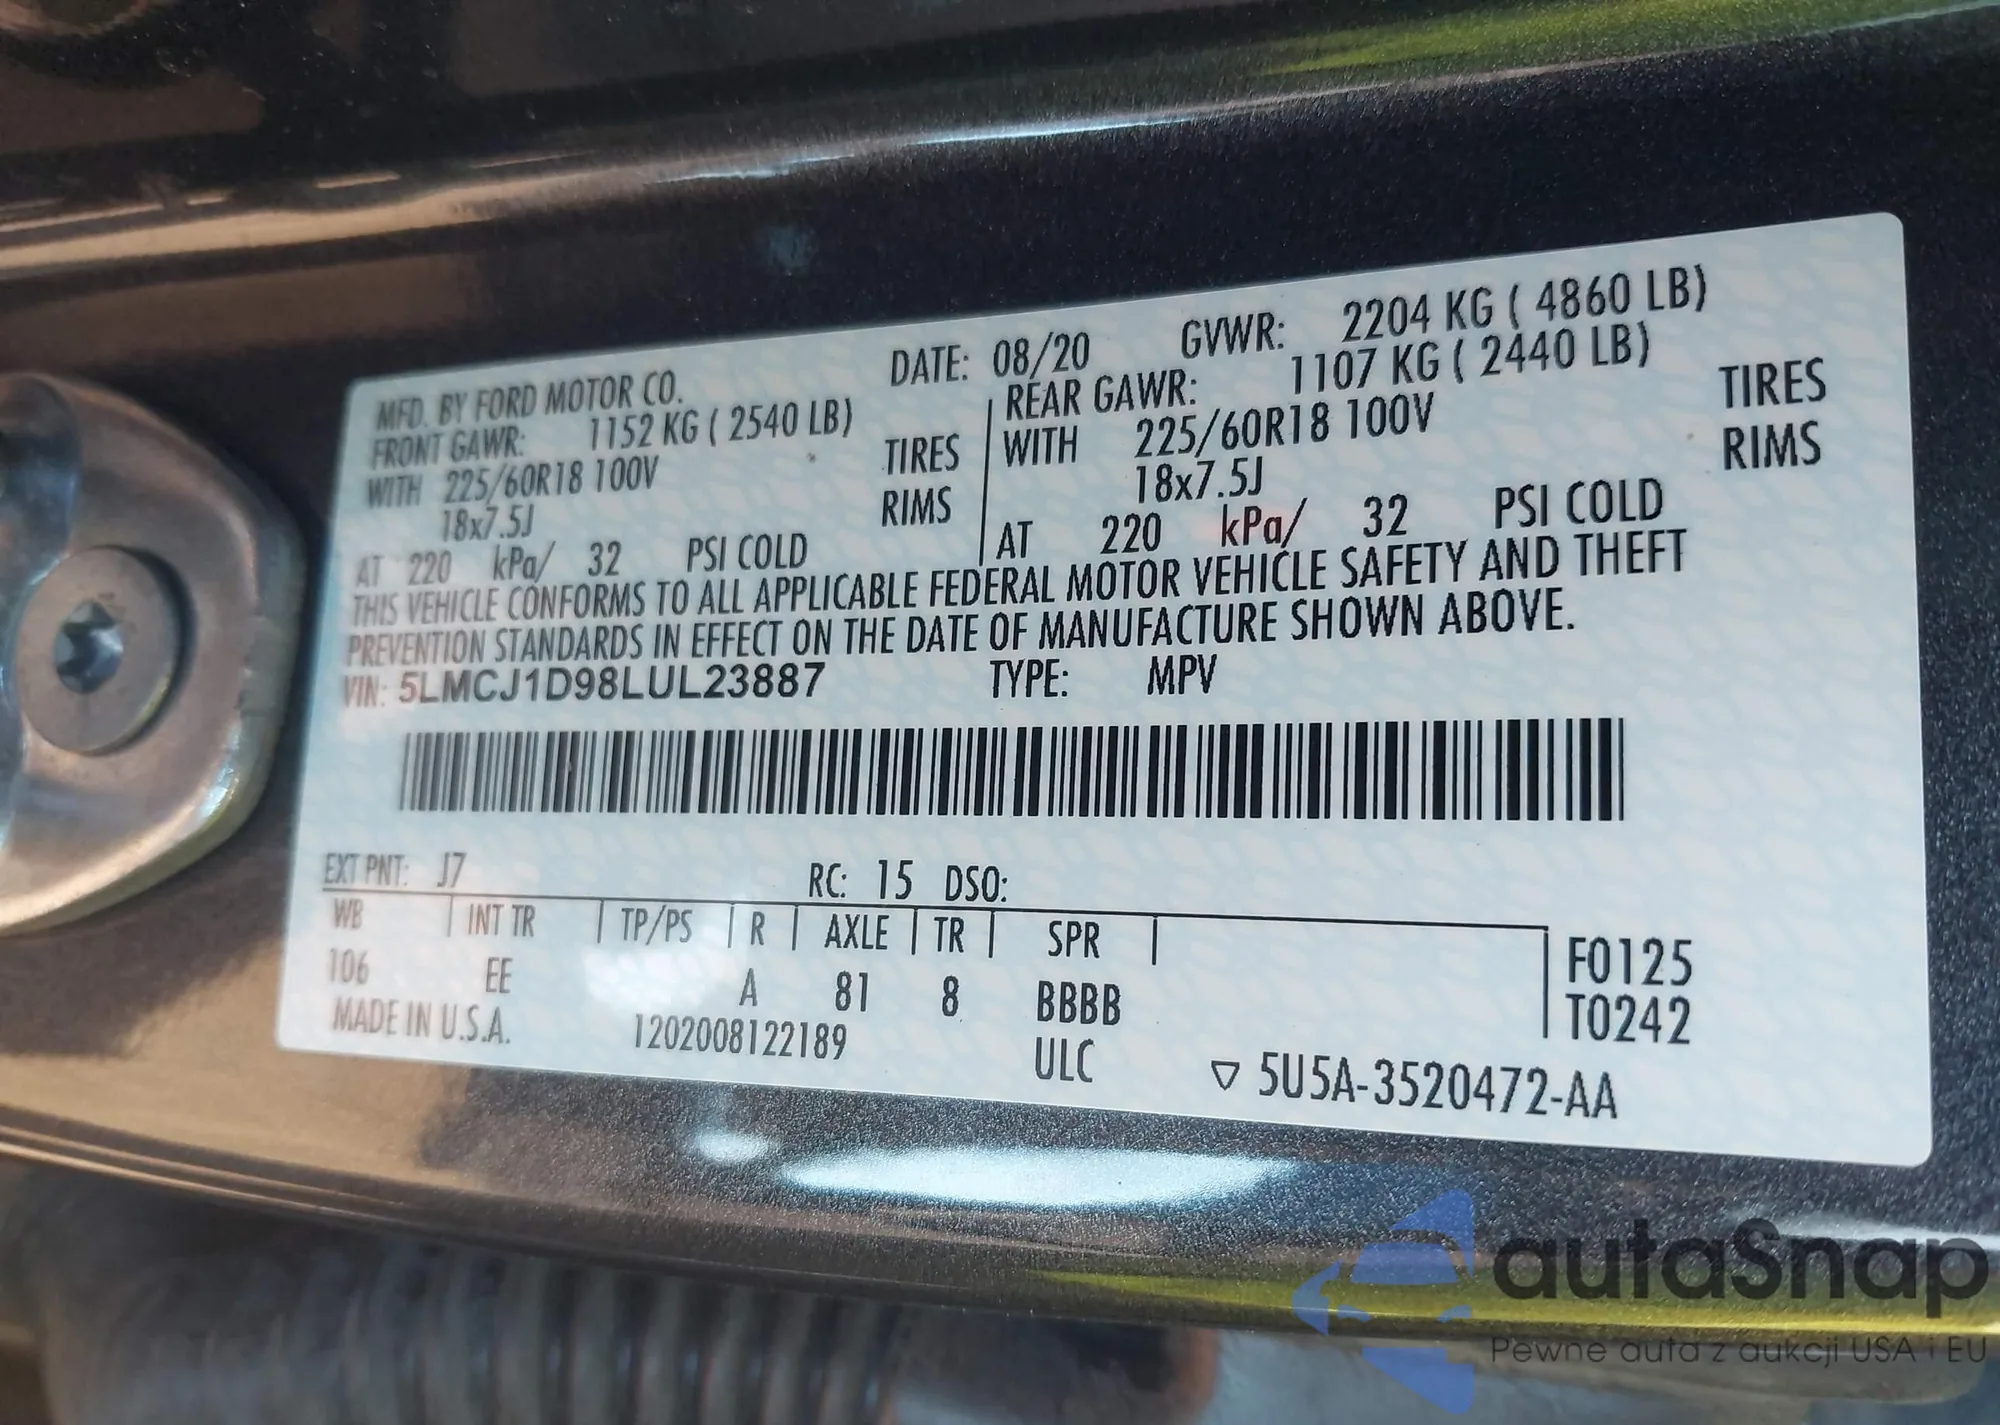 MFD. BY FORD MOTOR CO. DATE: 08/20 GVWR: 2204 KG ( 4860 LB)
FRONT GAWR: 1152 KG ( 2540 LB) REAR GAWR: 1107 KG ( 2440 LB)
WITH 225/60R18 100V TIRES WITH 225/60R18 100V TIRES
18x7.5J RIMS 18x7.5J RIMS
AT 220 kPa/ 32 PSI COLD AT 220 kPa/ 32 PSI COLD
THIS VEHICLE CONFORMS TO ALL APPLICABLE FEDERAL MOTOR VEHICLE SAFETY AND THEFT
PREVENTION STANDARDS IN EFFECT ON THE DATE OF MANUFACTURE SHOWN ABOVE.
VIN: 5LMCJ1D98LUL23887 TYPE: MPV
EXT PNT: J7 RC: 15 DSO:
WB INT TR TP/PS R AXLE TR SPR F0125
106 EE A 81 8 BBBB T0242
MADE IN U.S.A. 1202008122189 ULC ▽ 5U5A-3520472-AA
autaSnap
Pewne auta z aukcji USA i EU